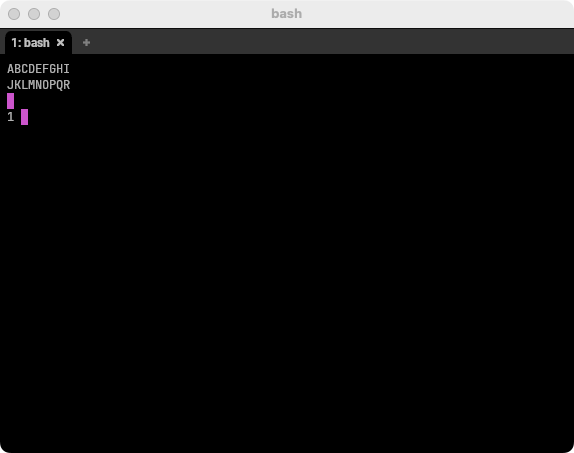 bash
1: bash × +
ABCDEFGHI
JKLMNOPQR
1